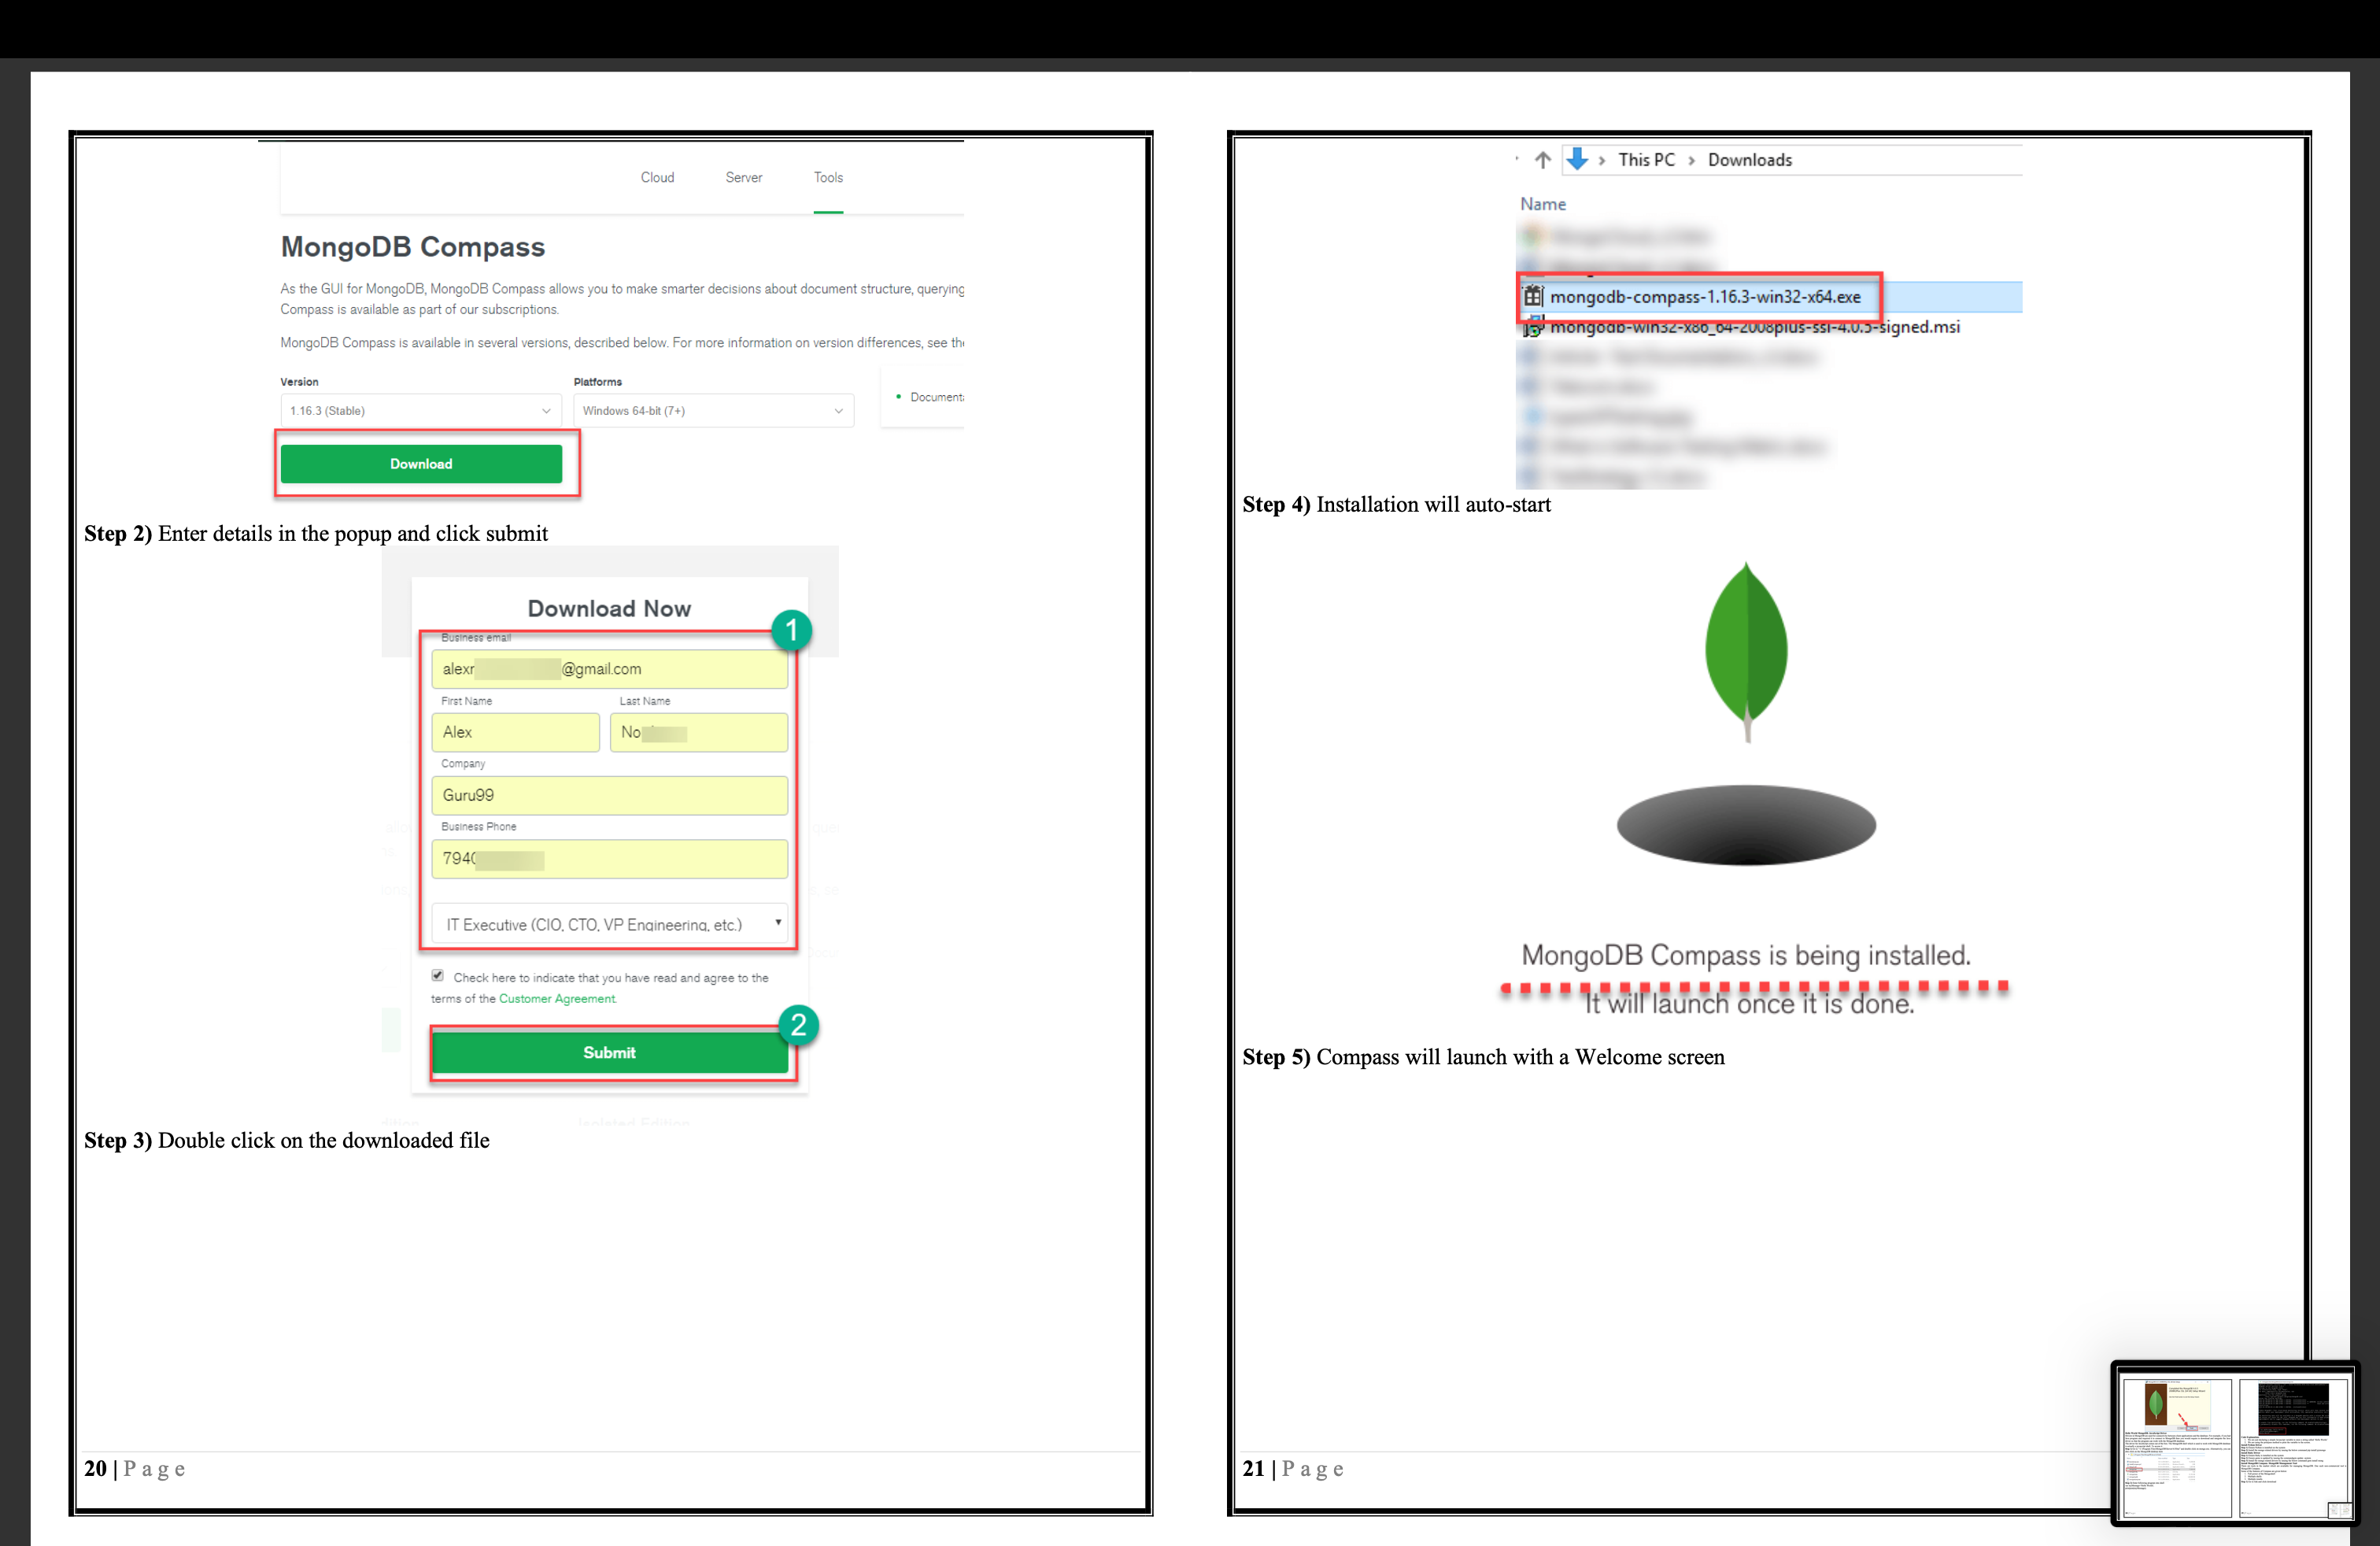 Cloud Server Tools
MongoDB Compass
As the GUI for MongoDB, MongoDB Compass allows you to make smarter decisions about document structure, querying
Compass is available as part of our subscriptions.
MongoDB Compass is available in several versions, described below. For more information on version differences, see the
Version Platforms
1.16.3 (Stable) Windows 64-bit (7+)
• Documenta
Download
Step 2) Enter details in the popup and click submit
Download Now
1
Business email
alexr @gmail.com
First Name Last Name
Alex No
Company
Guru99
Business Phone
7940
IT Executive (CIO, CTO, VP Engineering, etc.)
Check here to indicate that you have read and agree to the
terms of the Customer Agreement.
2
Submit
Isolated Edition
Step 3) Double click on the downloaded file
20 | Page
This PC > Downloads
Name
mongodb-compass-1.16.3-win32-x64.exe
mongodb-win32-x86_64-2008plus-ssl-4.0.5-signed.msi
Step 4) Installation will auto-start
MongoDB Compass is being installed.
It will launch once it is done.
Step 5) Compass will launch with a Welcome screen
21 | Page